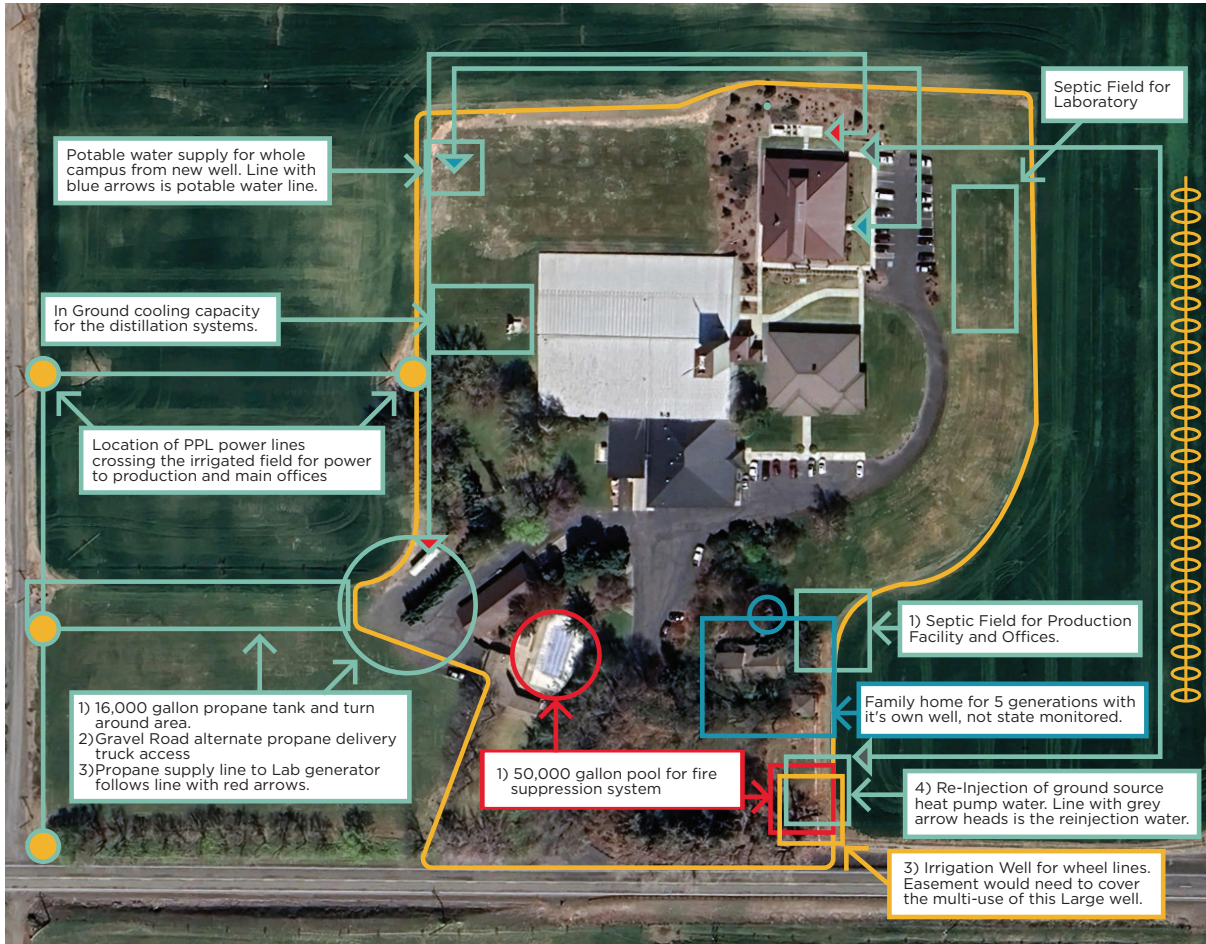 Septic Field for
Laboratory
Potable water supply for whole
campus from new well. Line with
blue arrows is potable water line.
In Ground cooling capacity
for the distillation systems.
Location of PPL power lines
crossing the irrigated field for power
to production and main offices
1) Septic Field for Production
Facility and Offices.
Family home for 5 generations with
it's own well, not state monitored.
1) 16,000 gallon propane tank and turn
around area.
2)Gravel Road alternate propane delivery
truck access
3)Propane supply line to Lab generator
follows line with red arrows.
1) 50,000 gallon pool for fire
suppression system
4) Re-Injection of ground source
heat pump water. Line with grey
arrow heads is the reinjection water.
3) Irrigation Well for wheel lines.
Easement would need to cover
the multi-use of this Large well.